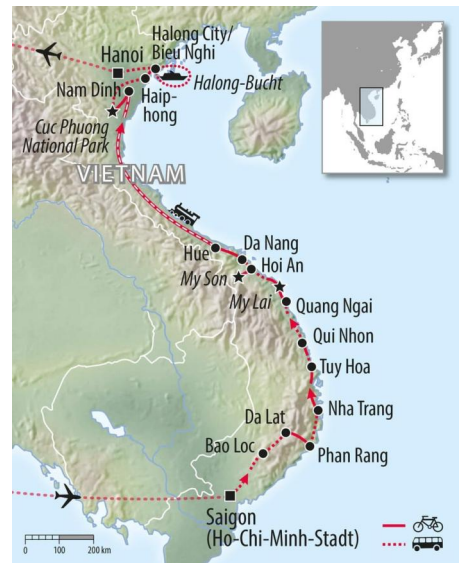 Halong City/
Bieu Nghi
Hanoi
Halong-Bucht
Nam Dinh
Haip-
hong
Cuc Phuong
National Park
VIETNAM
Hue
Da Nang
Hoi An
My Son
My Lai
Quang Ngai
Qui Nhon
Tuy Hoa
Nha Trang
Da Lat
Bao Loc
Phan Rang
Saigon
(Ho-Chi-Minh-Stadt)
0 100 200 km